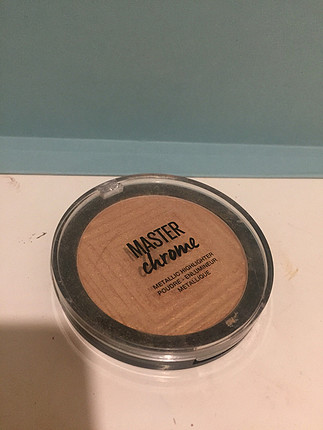 MASTER
chrome
METALLIC HIGHLIGHTER
POUDRE - ENLUMINEUR
MÉTALLIQUE